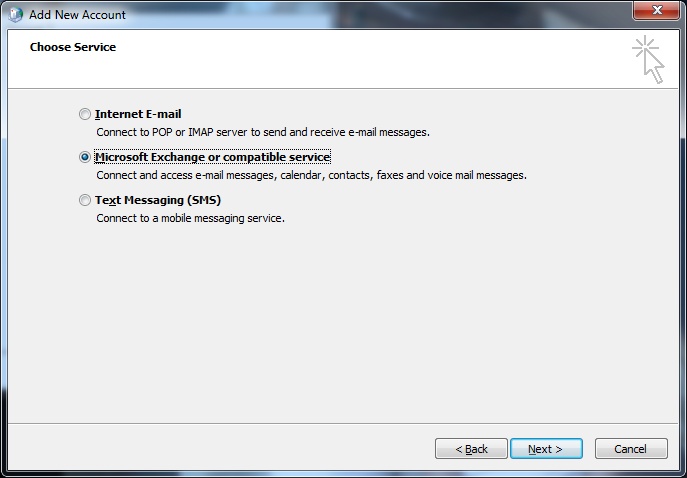 Add New Account
Choose Service
Internet E-mail
Connect to POP or IMAP server to send and receive e-mail messages.
Microsoft Exchange or compatible service
Connect and access e-mail messages, calendar, contacts, faxes and voice mail messages.
Text Messaging (SMS)
Connect to a mobile messaging service.
< Back Next > Cancel